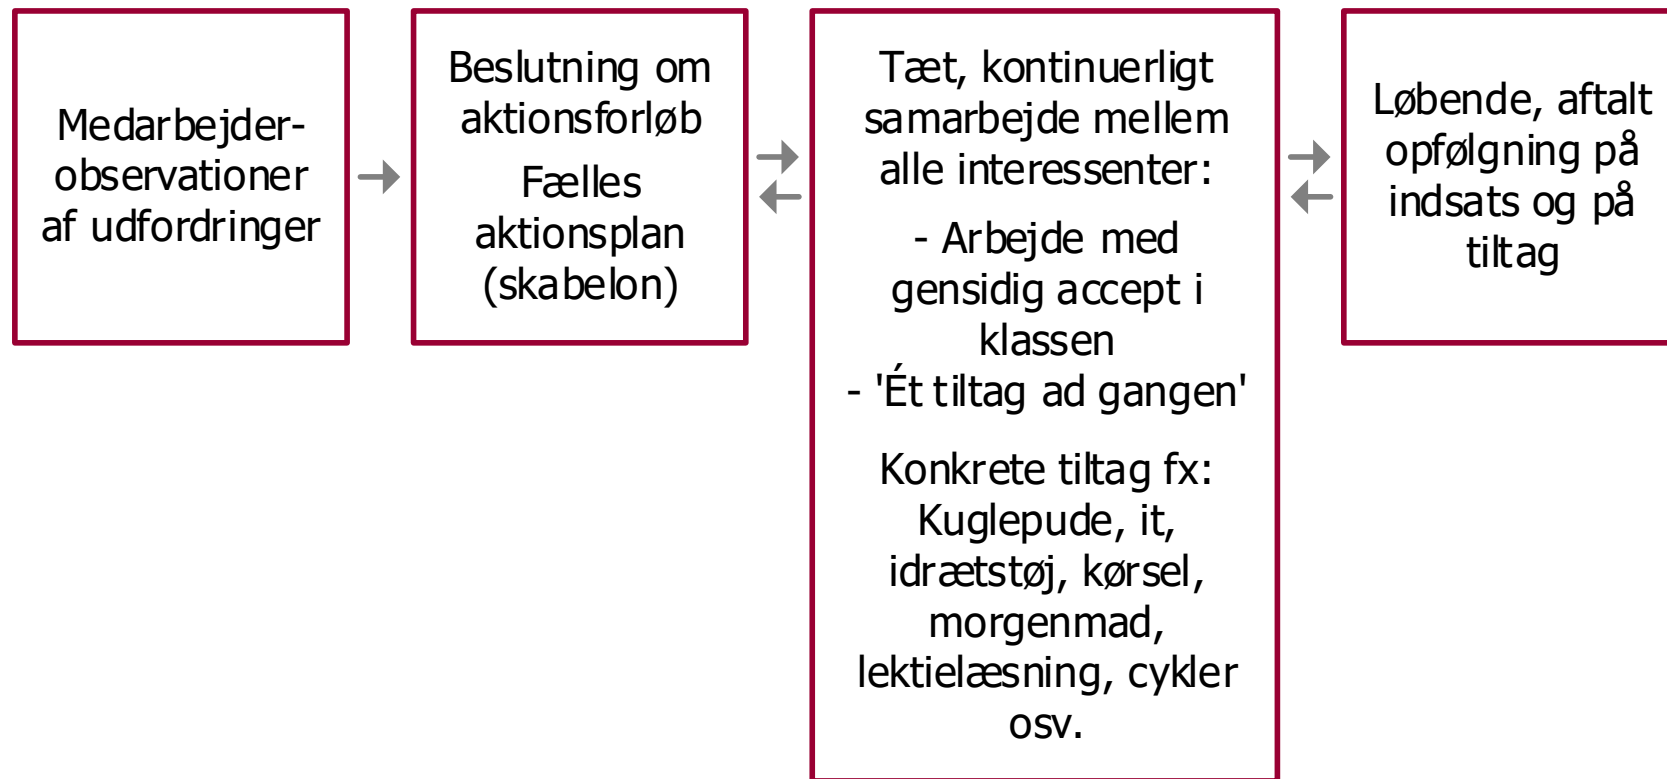 Medarbejder-
observationer
af udfordringer
Beslutning om
aktionsforløb
Fælles
aktionsplan
(skabelon)
Tæt, kontinuerligt
samarbejde mellem
alle interessenter:
- Arbejde med
gensidig accept i
klassen
- 'Ét tiltag ad gangen'
Konkrete tiltag fx:
Kuglepude, it,
idrætstøj, kørsel,
morgenmad,
lektielæsning, cykler
osv.
Løbende, aftalt
opfølgning på
indsats og på
tiltag